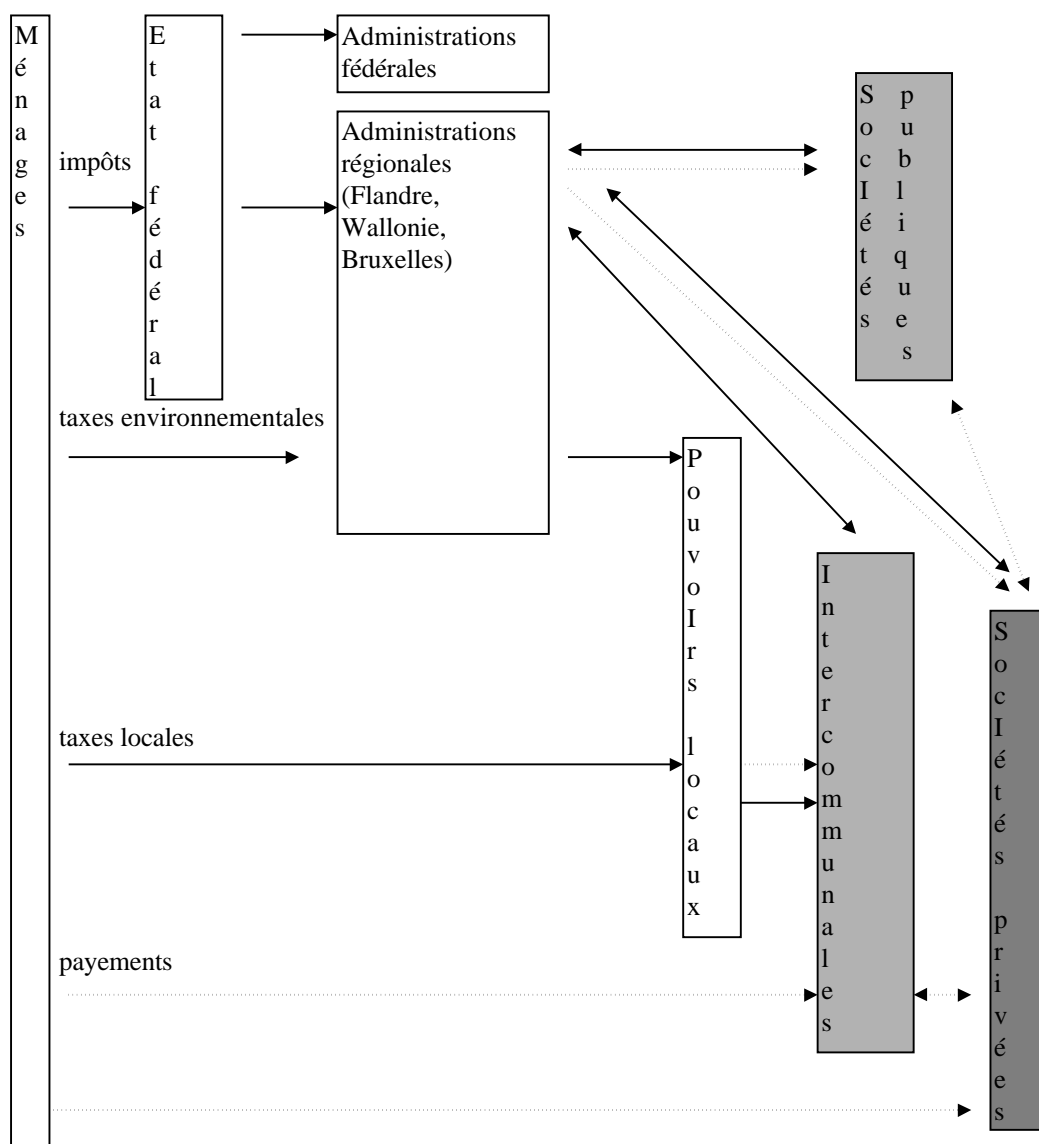 Ménages
Etat fédéral
Administrations
fédérales
Administrations
régionales
(Flandre,
Wallonie,
Bruxelles)
SocIétés publiques
impôts
taxes environnementales
PouvoIrs locaux
Intercommunales
SocIétés privées
taxes locales
payements